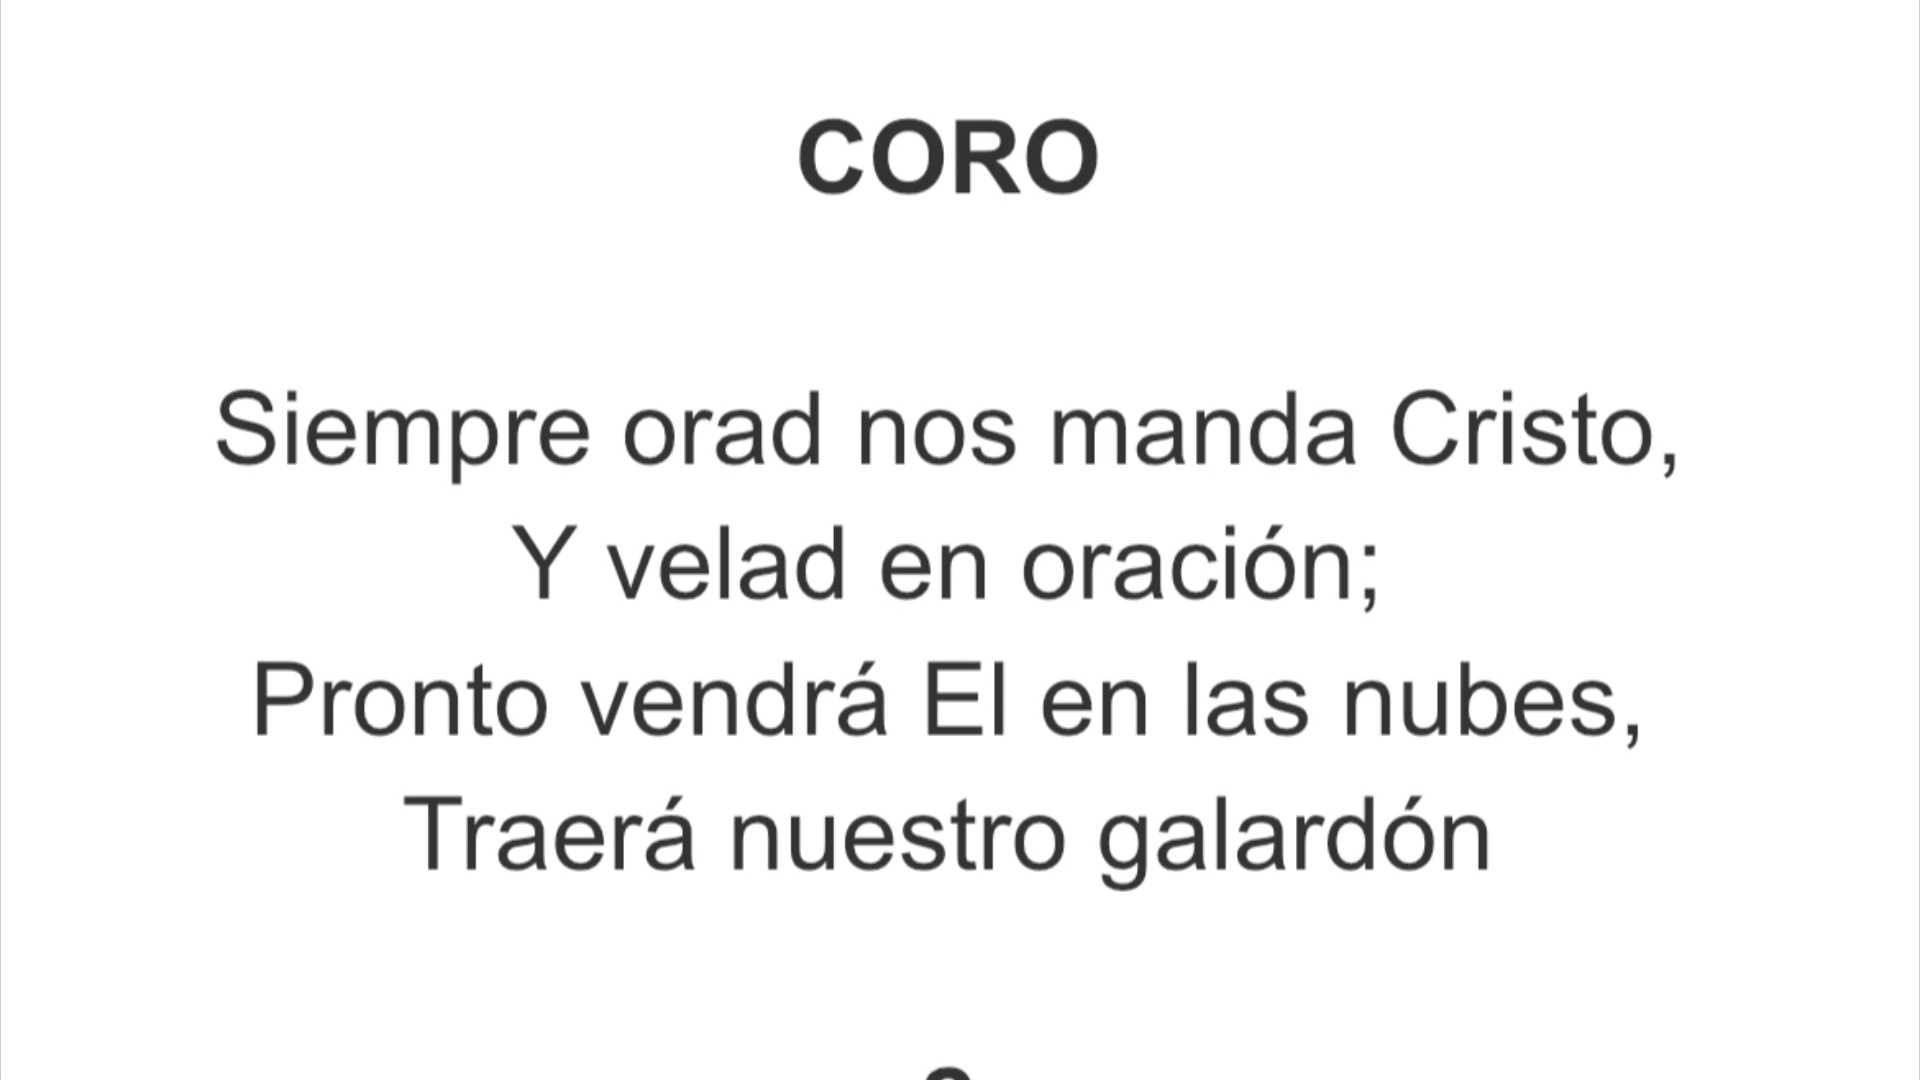 CORO
Siempre orad nos manda Cristo,
Y velad en oración;
Pronto vendrá El en las nubes,
Traerá nuestro galardón